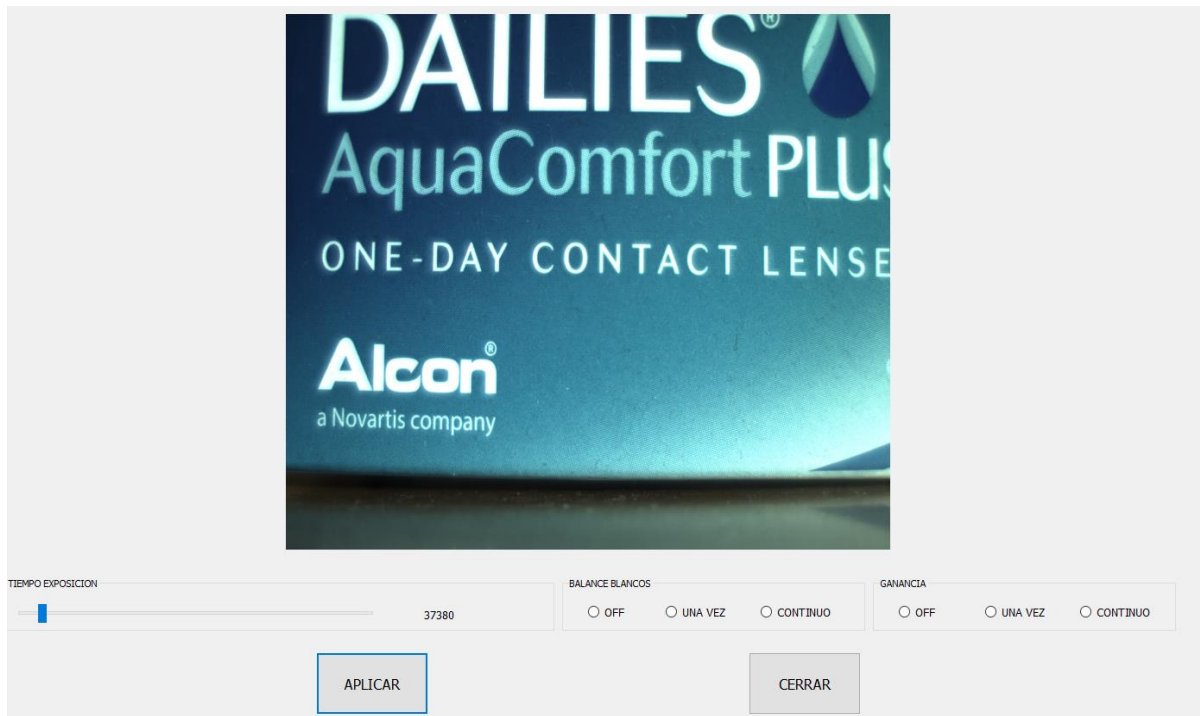 DAILIES®
AquaComfort PLUS
ONE-DAY CONTACT LENSE
Alcon®
a Novartis company
TIEMPO EXPOSICION
37380
BALANCE BLANCOS
OFF UNA VEZ CONTINUO
GANANCIA
OFF UNA VEZ CONTINUO
APLICAR CERRAR